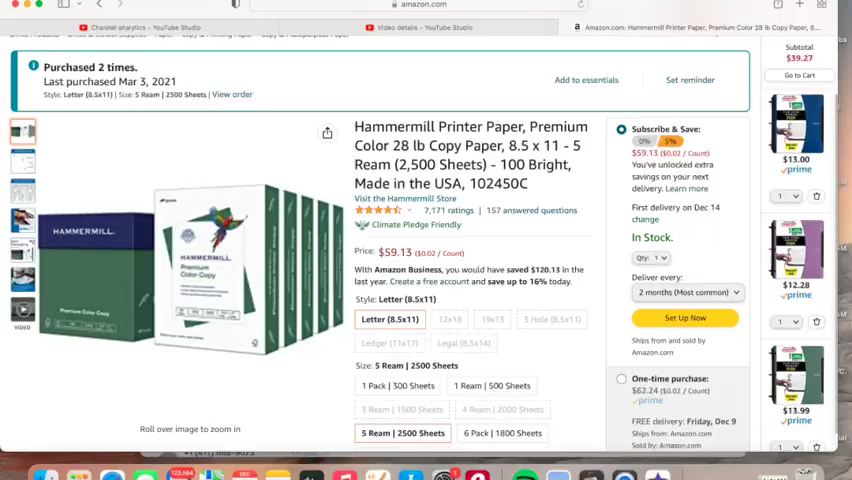 amazon.com
Channel analytics - YouTube Studio
Video details - YouTube Studio
a Amazon.com: Hammermill Printer Paper, Premium Color 28 lb Copy Paper, 8...
Purchased 2 times.
Last purchased Mar 3, 2021
Style: Letter (8.5x11) | Size: 5 Ream | 2500 Sheets | View order
Add to essentials
Set reminder
VIDEO
HAMMERMILL
Premium Color Copy
HAMMERMILL
Premium
Color Copy
Roll over image to zoom in
Hammermill Printer Paper, Premium
Color 28 lb Copy Paper, 8.5 x 11 - 5
Ream (2,500 Sheets) - 100 Bright,
Made in the USA, 102450C
Visit the Hammermill Store
7,171 ratings | 157 answered questions
Climate Pledge Friendly
Price: $59.13 ($0.02 / Count)
With Amazon Business, you would have saved $120.13 in the
last year. Create a free account and save up to 16% today.
Style: Letter (8.5x11)
Letter (8.5x11)
12x18
19x13
3 Hole (8.5x11)
Ledger (11x17)
Legal (8.5x14)
Size: 5 Ream | 2500 Sheets
1 Pack | 300 Sheets
1 Ream | 500 Sheets
3 Ream | 1500 Sheets
4 Ream | 2000 Sheets
5 Ream | 2500 Sheets
6 Pack | 1800 Sheets
Subscribe & Save:
0% 5%
$59.13 ($0.02 / Count)
You've unlocked extra
savings on your next
delivery. Learn more
First delivery on Dec 14
change
In Stock.
Qty: 1
Deliver every:
2 months (Most common)
Set Up Now
Ships from and sold by
Amazon.com
One-time purchase:
$62.24 ($0.02 / Count)
prime
FREE delivery: Friday, Dec 9
Ships from: Amazon.com
Sold by: Amazon.com
Subtotal
$39.27
Go to Cart
$13.00
prime
1
$12.28
prime
1
$13.99
prime
1
123,564
DEC